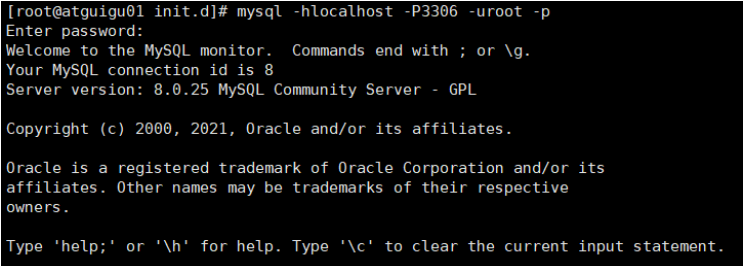 [root@atguigu01 init.d]# mysql -hlocalhost -P3306 -uroot -p
Enter password:
Welcome to the MySQL monitor.  Commands end with ; or \g.
Your MySQL connection id is 8
Server version: 8.0.25 MySQL Community Server - GPL
Copyright (c) 2000, 2021, Oracle and/or its affiliates.
Oracle is a registered trademark of Oracle Corporation and/or its
affiliates. Other names may be trademarks of their respective
owners.
Type 'help;' or '\h' for help. Type '\c' to clear the current input statement.